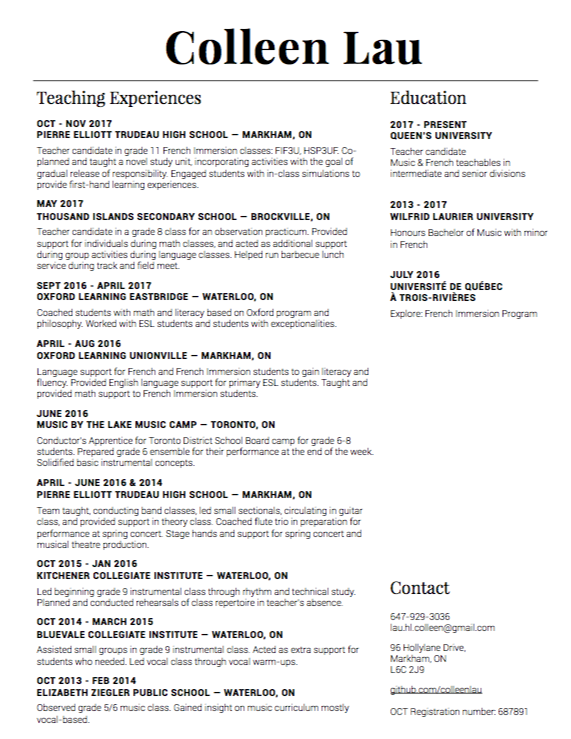 Colleen Lau
Teaching Experiences
OCT - NOV 2017
PIERRE ELLIOTT TRUDEAU HIGH SCHOOL — MARKHAM, ON
Teacher candidate in grade 11 French Immersion classes: FIF3U, HSP3UF. Co-
planned and taught a novel study unit, incorporating activities with the goal of
gradual release of responsibility. Engaged students with in-class simulations to
provide first-hand learning experiences.
MAY 2017
THOUSAND ISLANDS SECONDARY SCHOOL — BROCKVILLE, ON
Teacher candidate in a grade 8 class for an observation practicum. Provided
support for individuals during math classes, and acted as additional support
during group activities during language classes. Helped run barbecue lunch
service during track and field meet.
SEPT 2016 - APRIL 2017
OXFORD LEARNING EASTBRIDGE — WATERLOO, ON
Coached students with math and literacy based on Oxford program and
philosophy. Worked with ESL students and students with exceptionalities.
APRIL - AUG 2016
OXFORD LEARNING UNIONVILLE — MARKHAM, ON
Language support for French and French Immersion students to gain literacy and
fluency. Provided English language support for primary ESL students. Taught and
provided math support to French Immersion students.
JUNE 2016
MUSIC BY THE LAKE MUSIC CAMP — TORONTO, ON
Conductor's Apprentice for Toronto District School Board camp for grade 6-8
students. Prepared grade 6 ensemble for their performance at the end of the week.
Solidified basic instrumental concepts.
APRIL - JUNE 2016 & 2014
PIERRE ELLIOTT TRUDEAU HIGH SCHOOL — MARKHAM, ON
Team taught, conducting band classes, led small sectionals, circulating in guitar
class, and provided support in theory class. Coached flute trio in preparation for
performance at spring concert. Stage hands and support for spring concert and
musical theatre production.
OCT 2015 - JAN 2016
KITCHENER COLLEGIATE INSTITUTE — WATERLOO, ON
Led beginning grade 9 instrumental class through rhythm and technical study.
Planned and conducted rehearsals of class repertoire in teacher's absence.
OCT 2014 - MARCH 2015
BLUEVALE COLLEGIATE INSTITUTE — WATERLOO, ON
Assisted small groups in grade 9 instrumental class. Acted as extra support for
students who needed. Led vocal class through vocal warm-ups.
OCT 2013 - FEB 2014
ELIZABETH ZIEGLER PUBLIC SCHOOL — WATERLOO, ON
Observed grade 5/6 music class. Gained insight on music curriculum mostly
vocal-based.
Education
2017 - PRESENT
QUEEN'S UNIVERSITY
Teacher candidate
Music & French teachables in
intermediate and senior divisions
2013 - 2017
WILFRID LAURIER UNIVERSITY
Honours Bachelor of Music with minor
in French
JULY 2016
UNIVERSITÉ DE QUÉBEC
À TROIS-RIVIÈRES
Explore: French Immersion Program
Contact
647-929-3036
lau.hl.colleen@gmail.com
96 Hollylane Drive,
Markham, ON
L6C 2J9
github.com/colleenlau
OCT Registration number: 687891